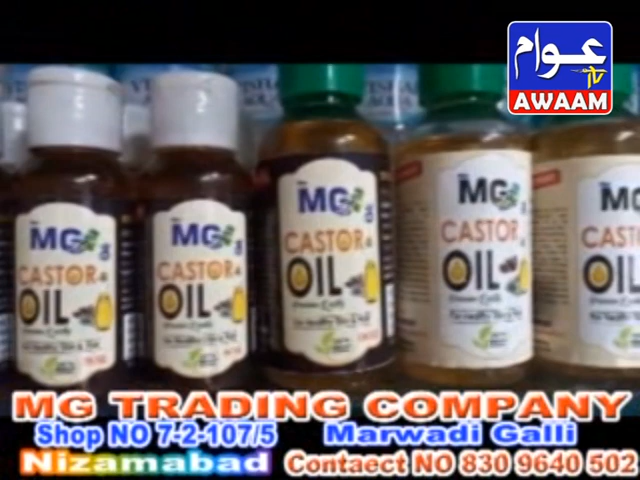 عوام
TV
AWAAM
MG
CASTOR
OIL
MG
CASTOR
OIL
MG
CASTOR
OIL
MG
CASTOR
OIL
MG
CAST
OIL
MG TRADING COMPANY
Shop NO 7-2-107/5 Marwadi Galli
Nizamabad Contaect NO 830 9640 502